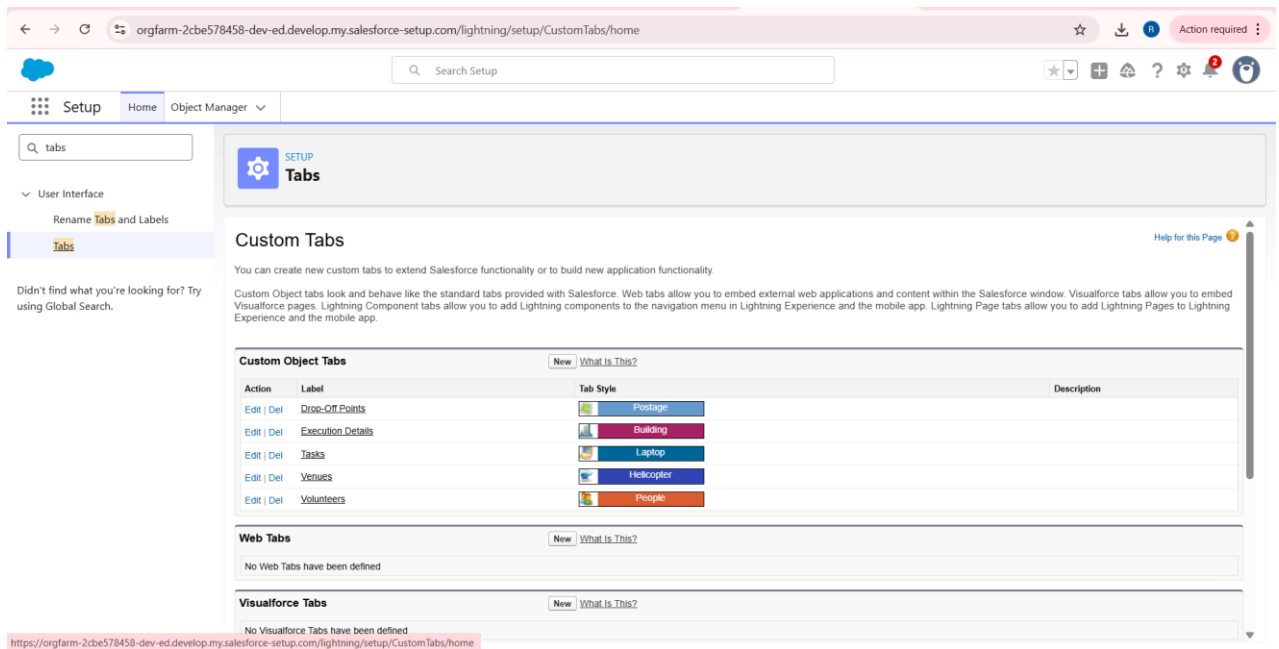 orgfarm-2cbe578458-dev-ed.develop.my.salesforce-setup.com/lightning/setup/CustomTabs/home
R
Action required
Search Setup
2
Setup
Home
Object Manager
tabs
User Interface
Rename Tabs and Labels
Tabs
Didn't find what you're looking for? Try
using Global Search.
SETUP
Tabs
Custom Tabs
Help for this Page ?
You can create new custom tabs to extend Salesforce functionality or to build new application functionality.
Custom Object tabs look and behave like the standard tabs provided with Salesforce. Web tabs allow you to embed external web applications and content within the Salesforce window. Visualforce tabs allow you to embed
Visualforce pages. Lightning Component tabs allow you to add Lightning components to the navigation menu in Lightning Experience and the mobile app. Lightning Page tabs allow you to add Lightning Pages to Lightning
Experience and the mobile app.
Custom Object Tabs New What Is This?
Action Label Tab Style Description
Edit | Del Drop-Off Points Postage
Edit | Del Execution Details Building
Edit | Del Tasks Laptop
Edit | Del Venues Helicopter
Edit | Del Volunteers People
Web Tabs New What Is This?
No Web Tabs have been defined
Visualforce Tabs New What Is This?
No Visualforce Tabs have been defined
https://orgfarm-2cbe578458-dev-ed.develop.my.salesforce-setup.com/lightning/setup/CustomTabs/home